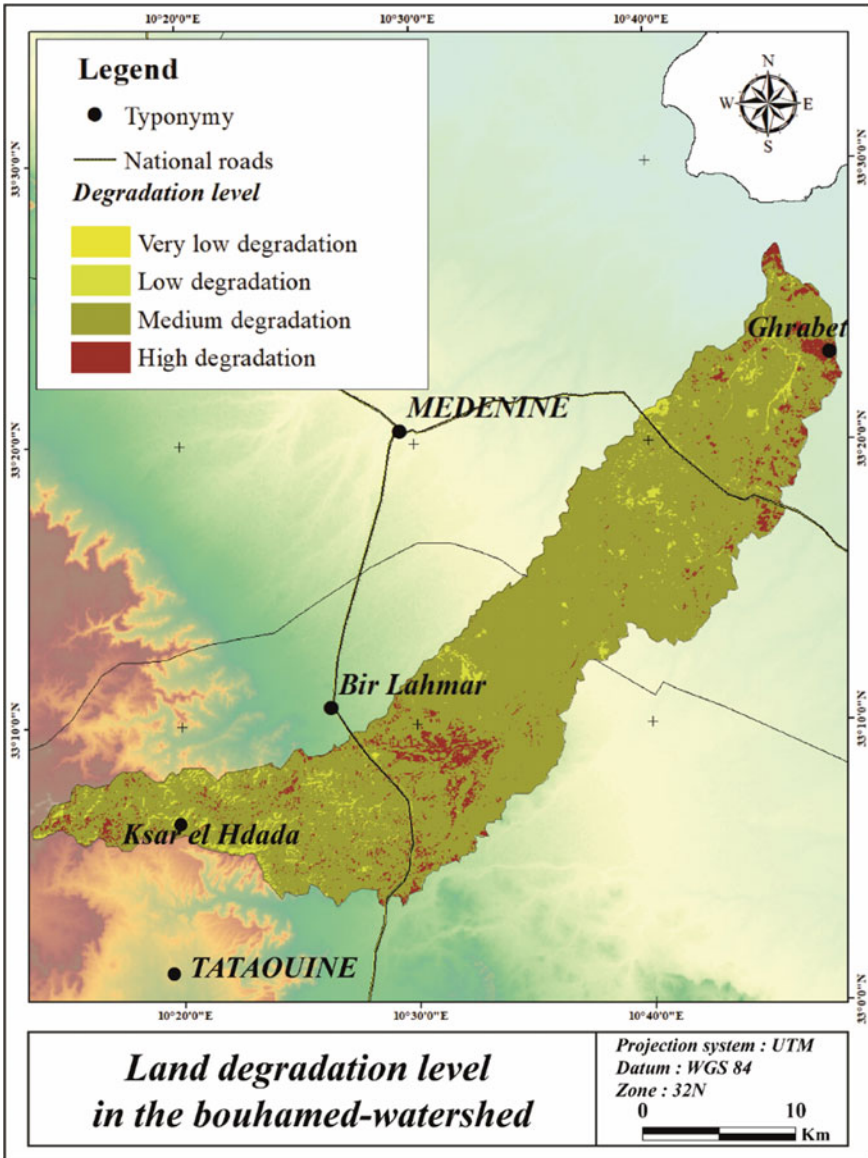 10°20'0"E 10°30'0"E 10°40'0"E
Legend
Typonymy
National roads
Degradation level
Very low degradation
Low degradation
Medium degradation
High degradation
N
W E
S
33°30'0"N 33°30'0"N
Ghrabet
MEDENINE
33°20'0"N 33°20'0"N
Bir Lahmar
33°10'0"N 33°10'0"N
Ksar el Hdada
TATAOUINE
33°0'0"N
10°20'0"E 10°30'0"E 10°40'0"E
Land degradation level
in the bouhamed-watershed
Projection system : UTM
Datum : WGS 84
Zone : 32N
0 10
Km